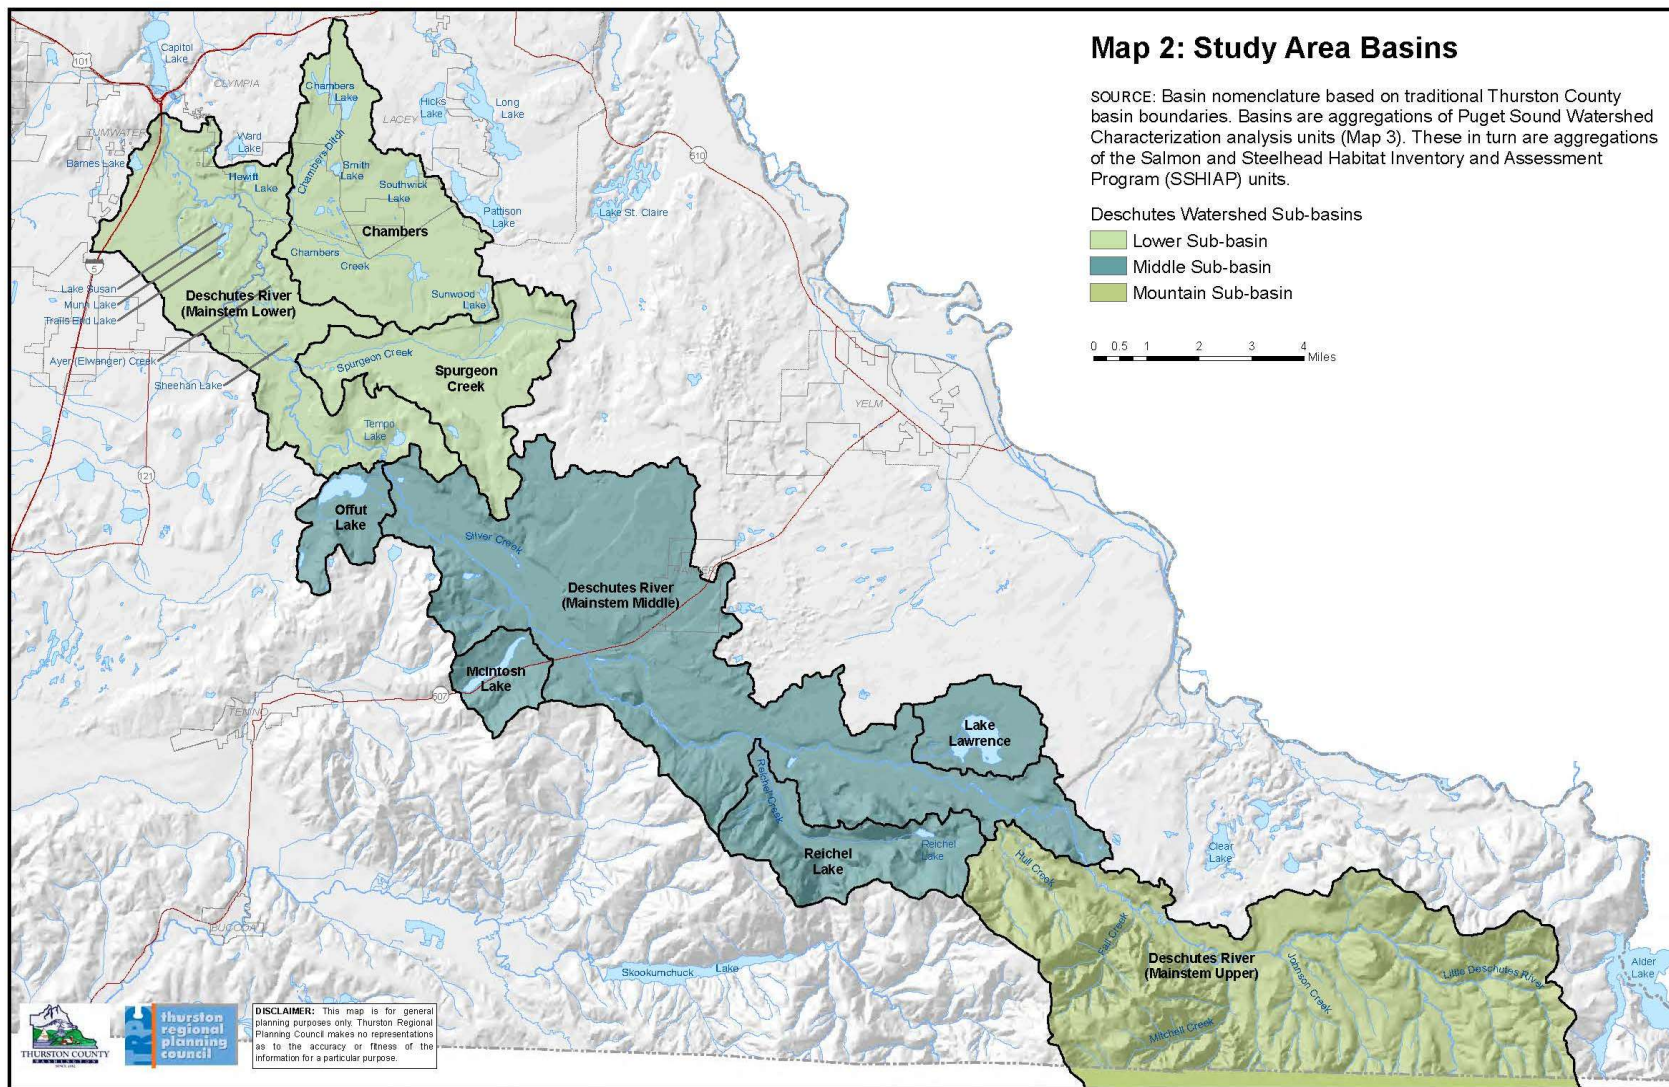 Map 2: Study Area Basins
SOURCE: Basin nomenclature based on traditional Thurston County
basin boundaries. Basins are aggregations of Puget Sound Watershed
Characterization analysis units (Map 3). These in turn are aggregations
of the Salmon and Steelhead Habitat Inventory and Assessment
Program (SSHIAP) units.
Deschutes Watershed Sub-basins
Lower Sub-basin
Middle Sub-basin
Mountain Sub-basin
0 0.5 1 2 3 4
Miles
Capitol
Lake
101
OLYMPIA
Chambers
Lake
Hicks
Lake
Long
Lake
LACEY
TUMWATER
Ward
Lake
Barnes Lake
Hewitt
Lake
Chambers Ditch
Smith
Lake
Southwick
Lake
510
Pattison
Lake
Lake St. Claire
Chambers
Chambers
Creek
5
Lake Susan
Munn Lake
Trails End Lake
Deschutes River
(Mainstem Lower)
Sunwood
Lake
Ayer (Elwanger) Creek
Sheehan Lake
Spurgeon Creek
Spurgeon
Creek
YELM
Tempo
Lake
121
Offut
Lake
Silver Creek
Deschutes River
(Mainstem Middle)
McIntosh
Lake
507
TENINO
Lake
Lawrence
Reichel Creek
Reichel
Lake
Reichel
Lake
Clear
Lake
Hull Creek
Fall Creek
BUCODA
Skookumchuck Lake
Deschutes River
(Mainstem Upper)
Johnson Creek
Little Deschutes River
Mitchell Creek
Alder
Lake
THURSTON COUNTY
WASHINGTON
TRPC
thurston
regional
planning
council
DISCLAIMER: This map is for general
planning purposes only. Thurston Regional
Planning Council makes no representations
as to the accuracy or fitness of the
information for a particular purpose.